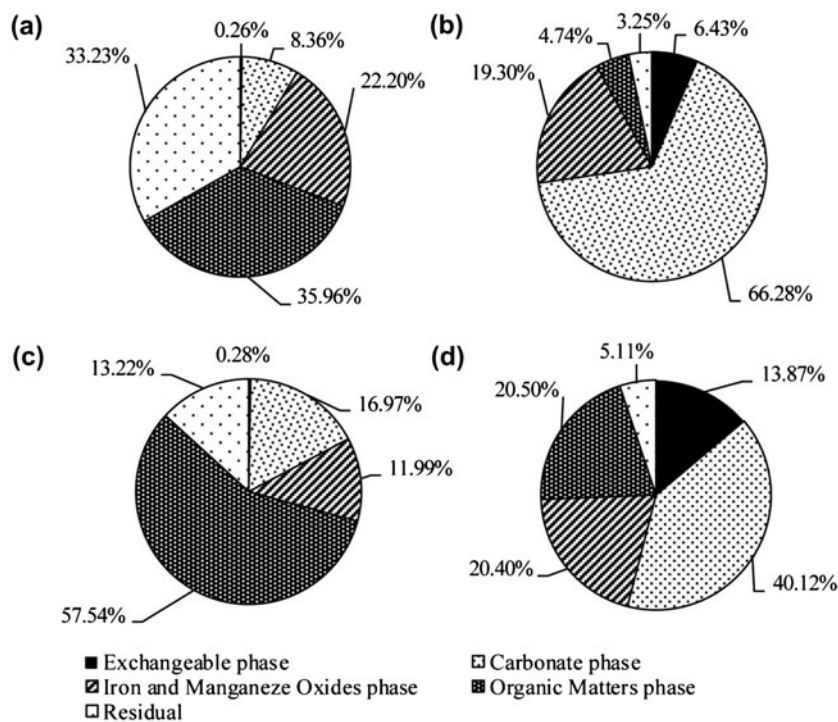 (a)
0.26%
8.36%
33.23%
22.20%
35.96%
(b)
3.25%
6.43%
4.74%
19.30%
66.28%
(c)
0.28%
13.22%
16.97%
11.99%
57.54%
(d)
5.11%
13.87%
20.50%
20.40%
40.12%
Exchangeable phase
Carbonate phase
Iron and Manganeze Oxides phase
Organic Matters phase
Residual